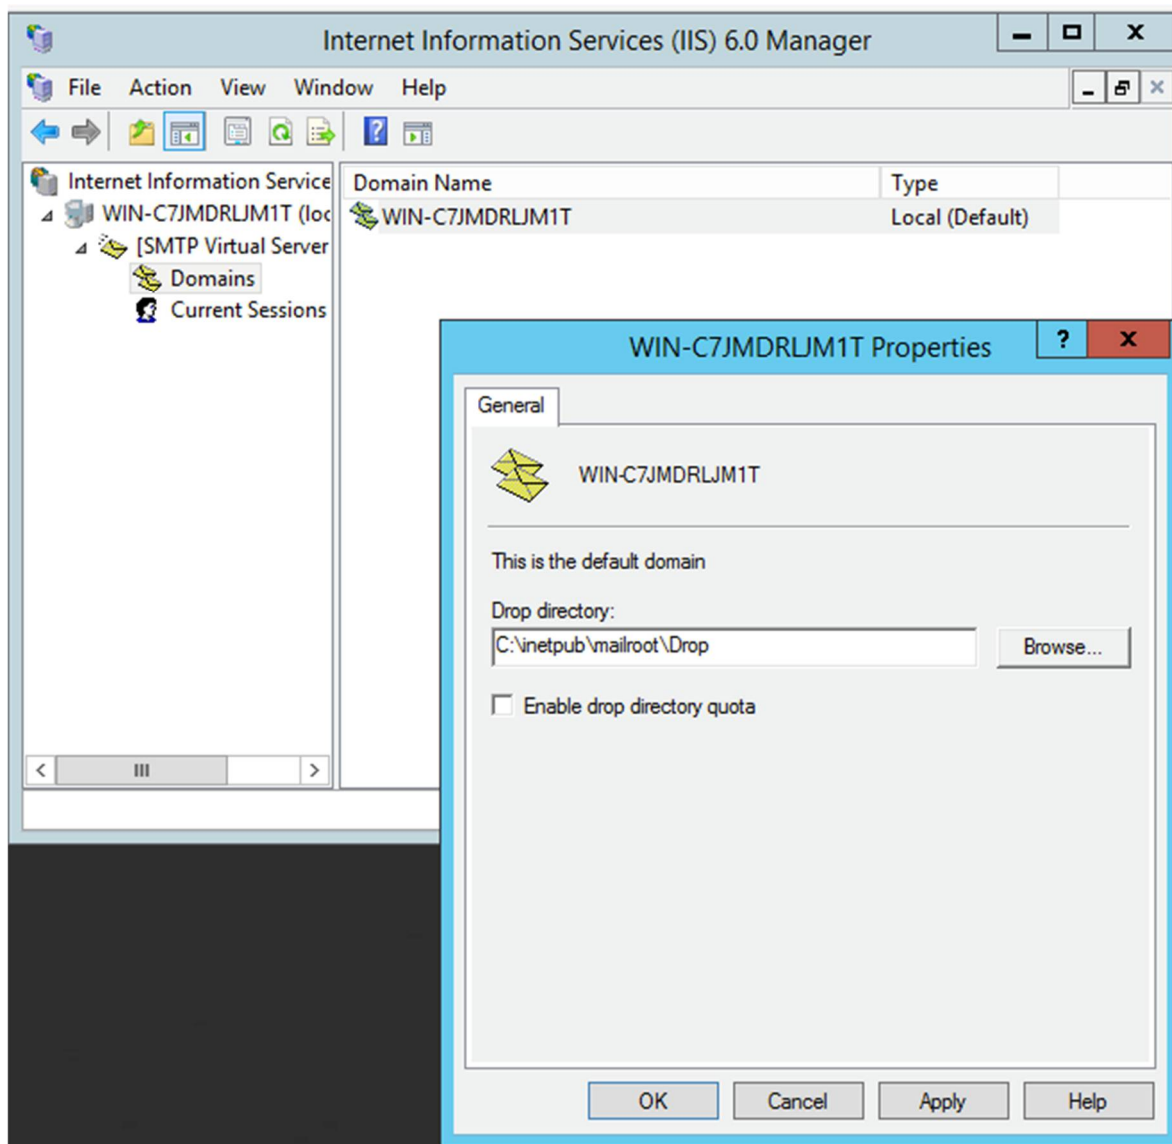 Internet Information Services (IIS) 6.0 Manager
File Action View Window Help
Internet Information Service
WIN-C7JMDRLJM1T (loc
[SMTP Virtual Server
Domains
Current Sessions
Domain Name Type
WIN-C7JMDRLJM1T Local (Default)
WIN-C7JMDRLJM1T Properties
General
WIN-C7JMDRLJM1T
This is the default domain
Drop directory:
C:\inetpub\mailroot\Drop Browse...
Enable drop directory quota
OK Cancel Apply Help